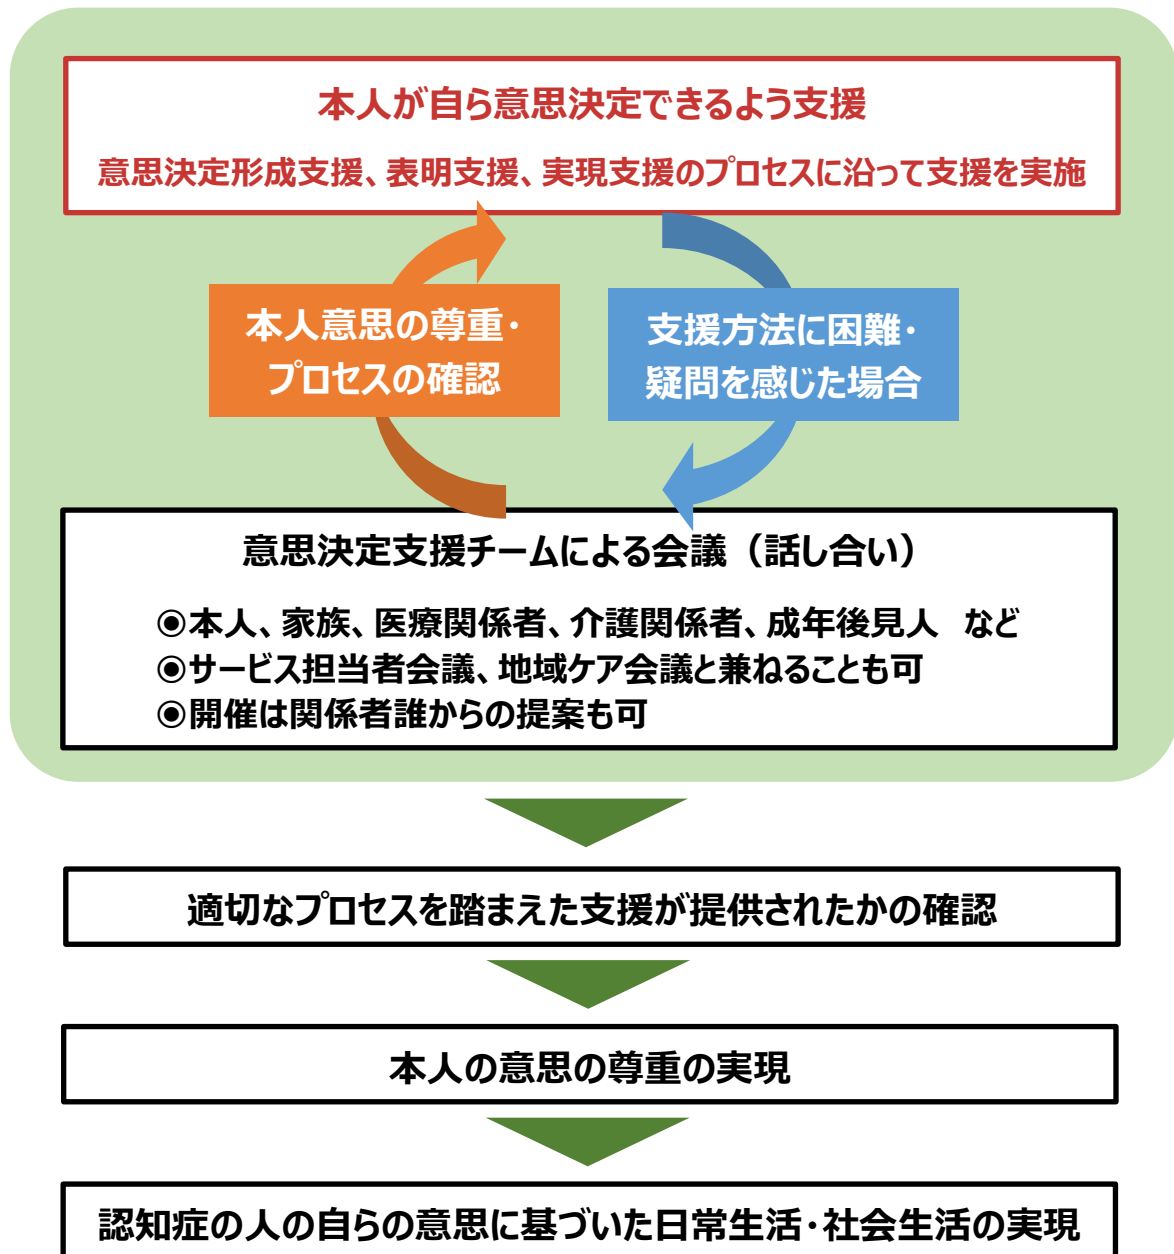 本人が自ら意思決定できるよう支援
意思決定形成支援、表明支援、実現支援のプロセスに沿って支援を実施
本人意思の尊重・
プロセスの確認
支援方法に困難・
疑問を感じた場合
意思決定支援チームによる会議（話し合い）
◉本人、家族、医療関係者、介護関係者、成年後見人　など
◉サービス担当者会議、地域ケア会議と兼ねることも可
◉開催は関係者誰からの提案も可
適切なプロセスを踏まえた支援が提供されたかの確認
本人の意思の尊重の実現
認知症の人の自らの意思に基づいた日常生活・社会生活の実現